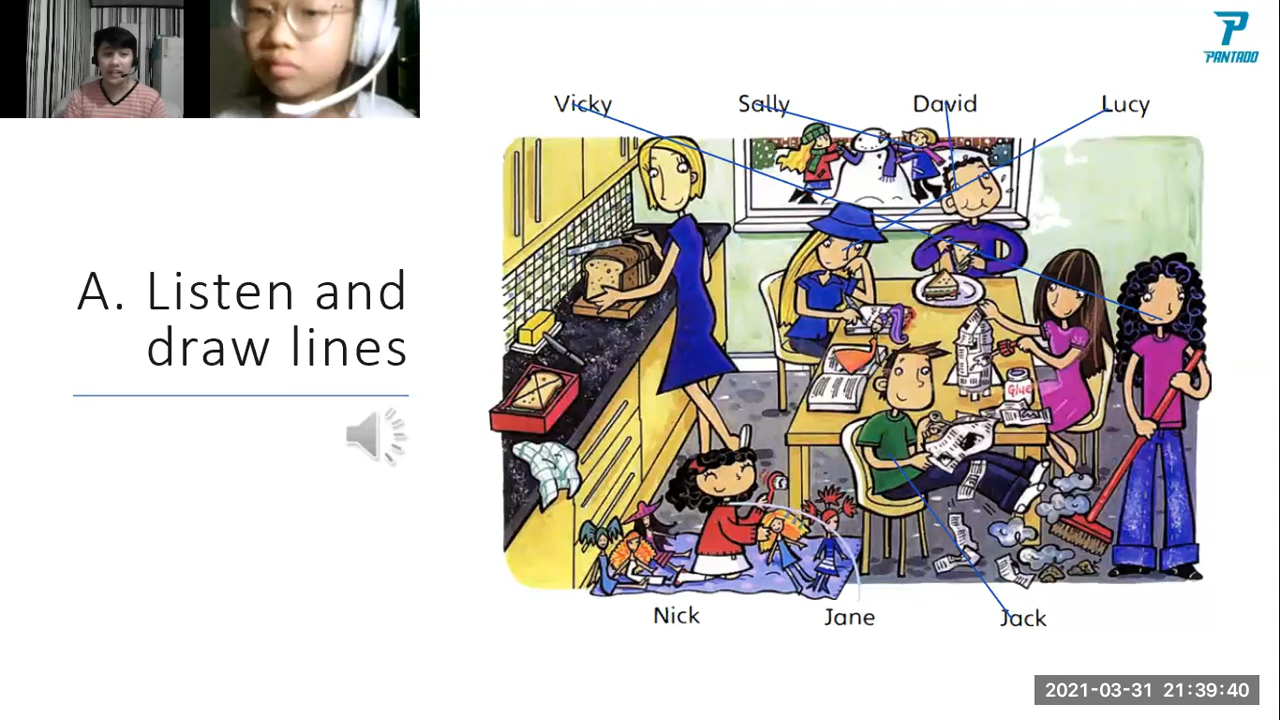 PANTADO
Vicky
Sally
David
Lucy
A. Listen and
draw lines
Glue
Nick
Jane
Jack
2021-03-31 21:39:40